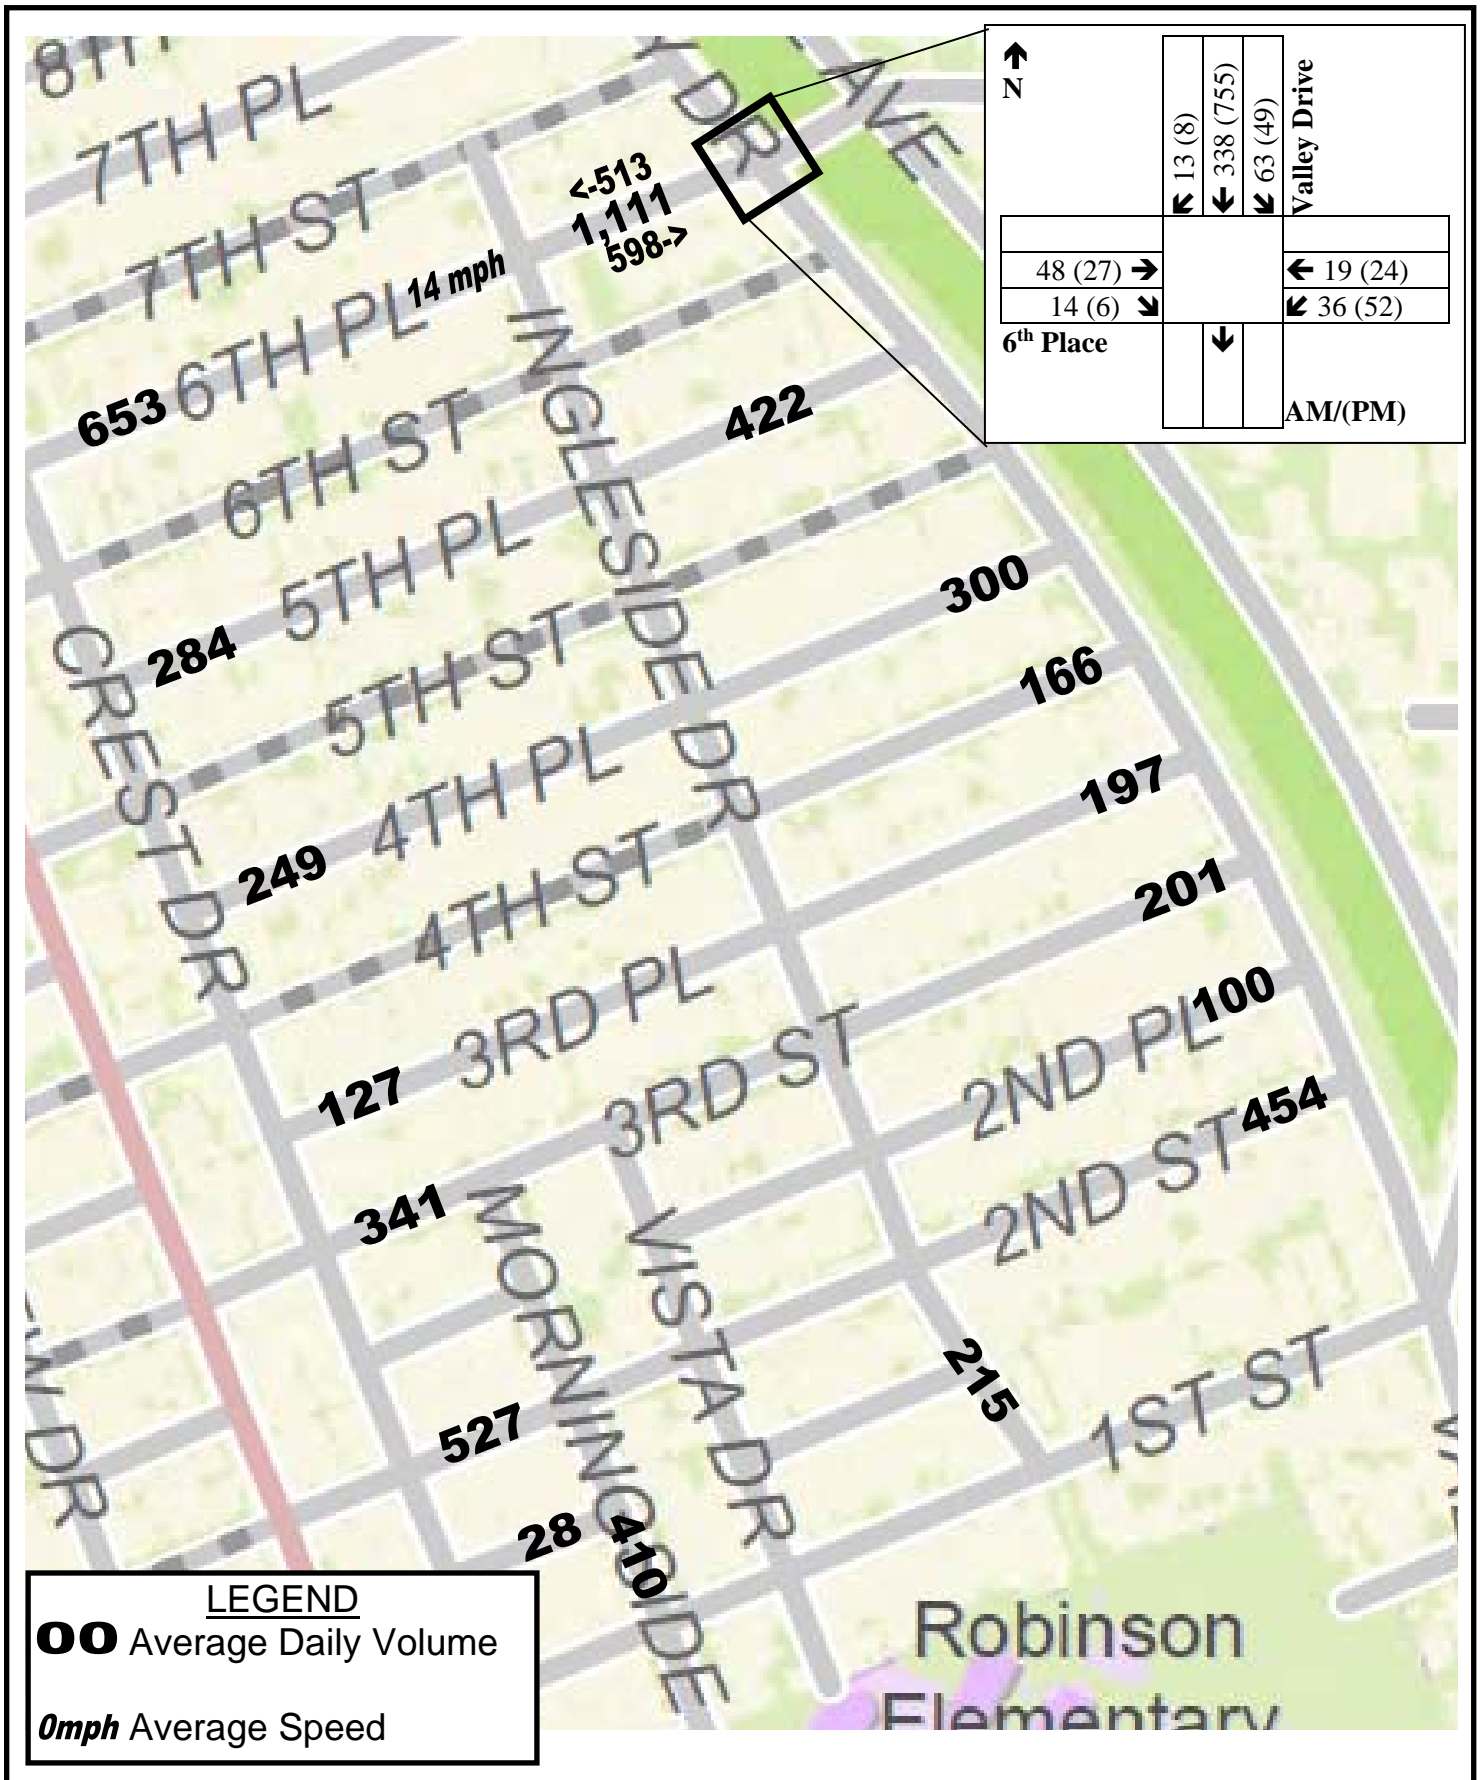 8TH
7TH PL
7TH ST
Y DR
AVE
<-513
1,111
598->
14 mph
6TH PL
653
6TH ST
INGLESIDE DR
422
5TH PL
284
5TH ST
CREST DR
300
166
4TH PL
249
197
4TH ST
201
3RD PL
127
3RD ST
100
2ND PL
454
2ND ST
341
MORNINGSIDE
VISTA DR
215
1ST ST
527
28
410
W DR
Robinson
Elementary
N
13 (8)
338 (755)
63 (49)
Valley Drive
48 (27) →
← 19 (24)
14 (6) ↘
↙ 36 (52)
6th Place
AM/(PM)
LEGEND
00 Average Daily Volume
0mph Average Speed